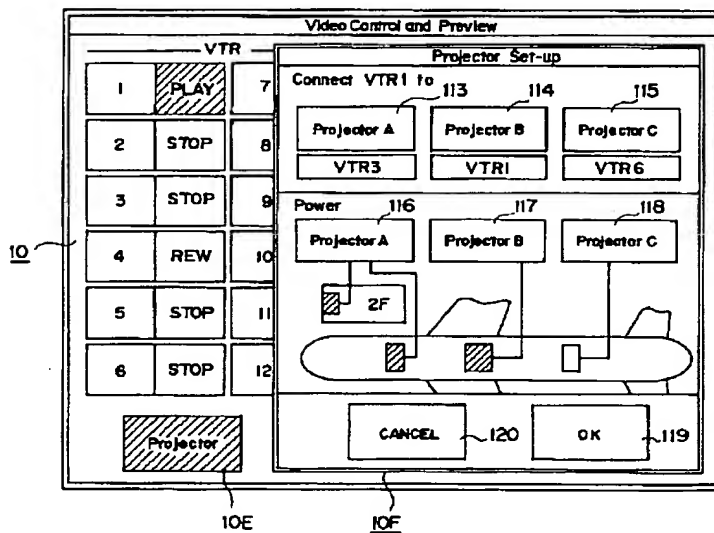 Video Control and Preview
VTR
1 PLAY 7
2 STOP 8
3 STOP 9
4 REW 10
5 STOP 11
6 STOP 12
Projector
10
10E
Projector Set-up
Connect VTR1 to
113 114 115
Projector A Projector B Projector C
VTR3 VTR1 VTR6
Power
116 117 118
Projector A Projector B Projector C
2F
CANCEL 120 OK 119
10F